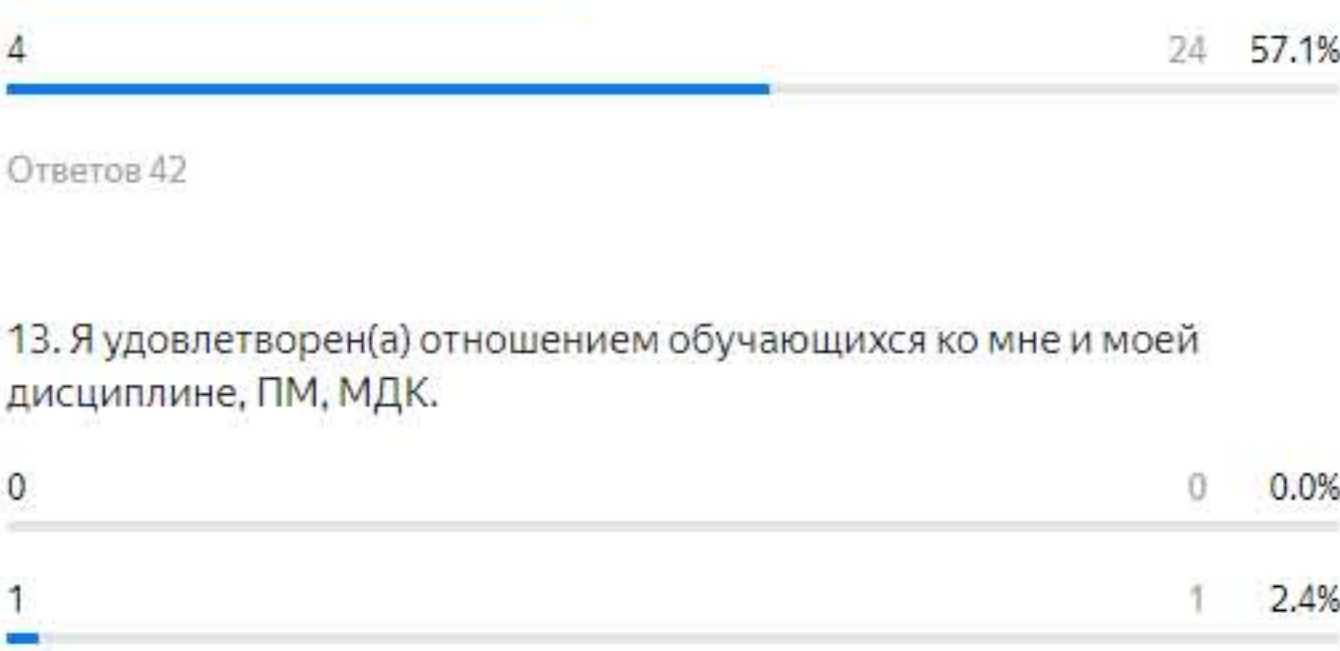 4 24 57.1%
Ответов 42
13. Я удовлетворен(а) отношением обучающихся ко мне и моей
дисциплине, ПМ, МДК.
0 0 0.0%
1 1 2.4%